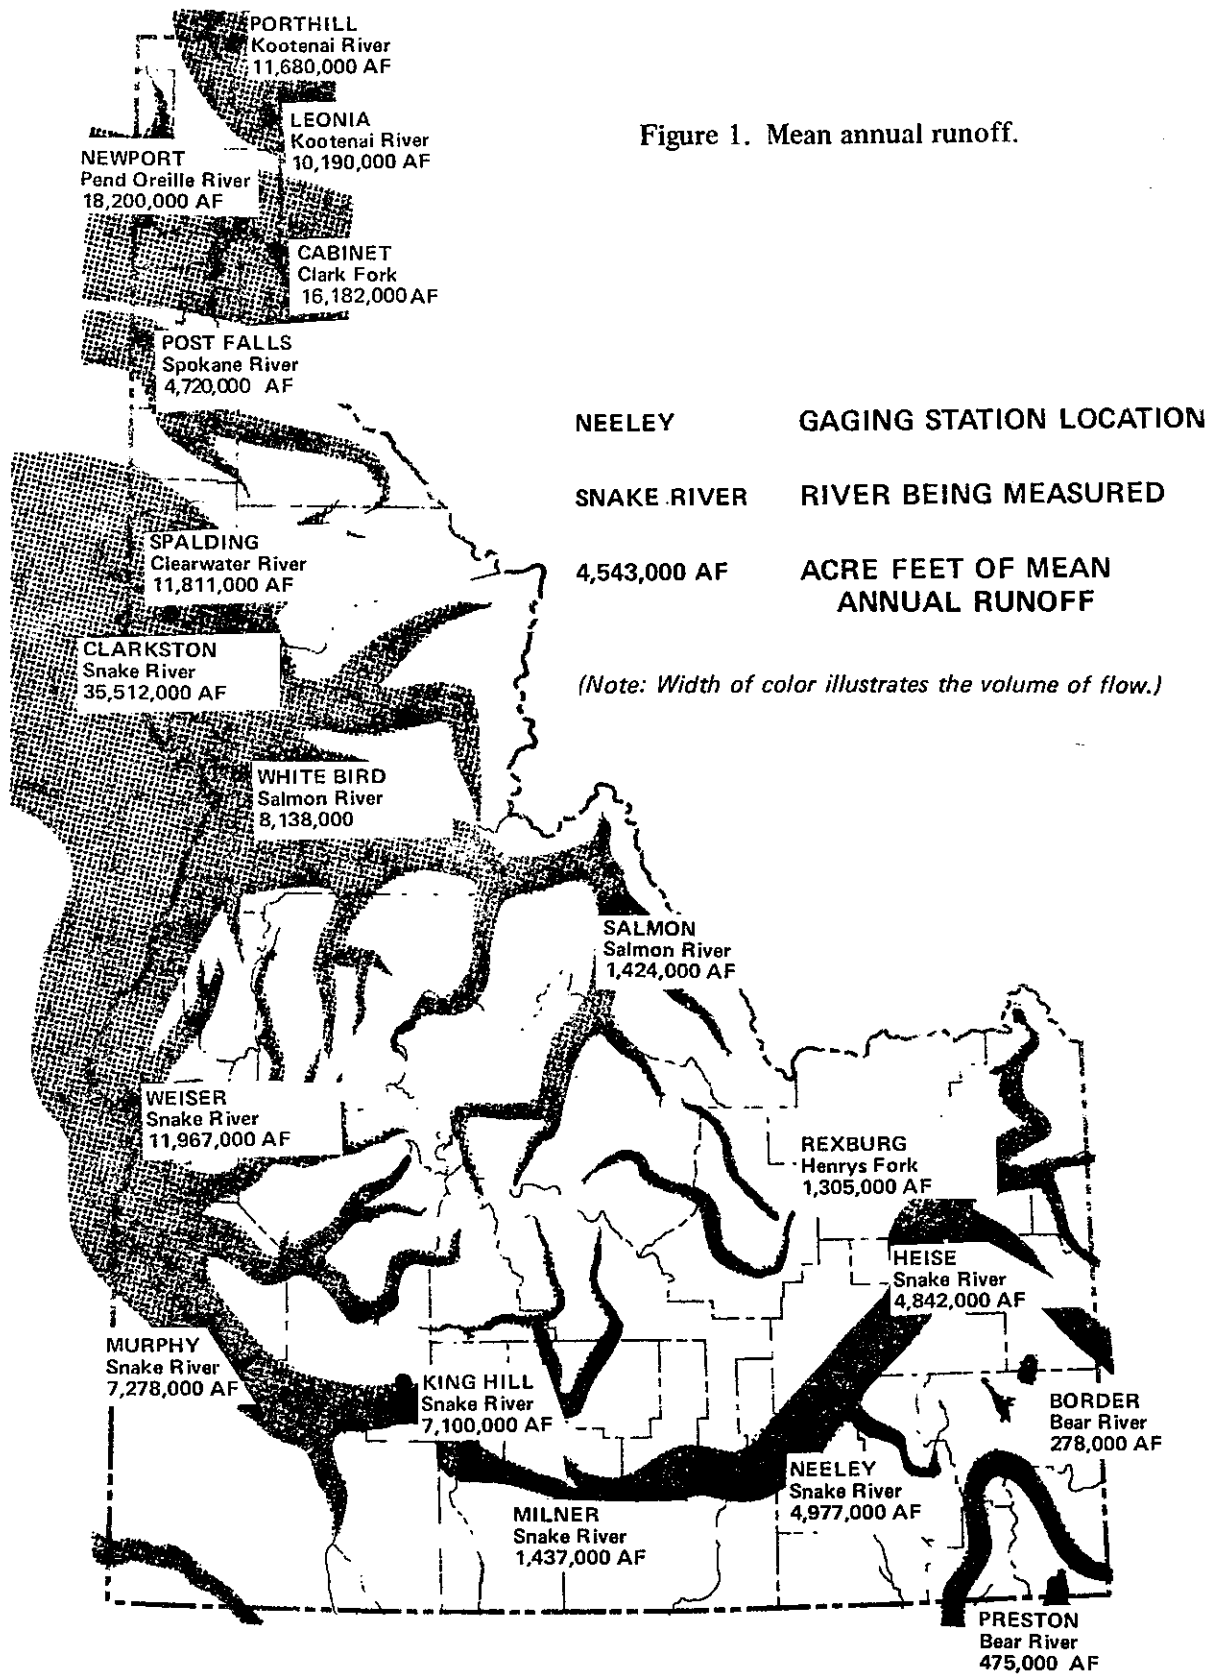 PORTHILL
Kootenai River
11,680,000 AF
LEONIA
Kootenai River
10,190,000 AF
Figure 1. Mean annual runoff.
NEWPORT
Pend Oreille River
18,200,000 AF
CABINET
Clark Fork
16,182,000 AF
POST FALLS
Spokane River
4,720,000 AF
NEELEY GAGING STATION LOCATION
SNAKE RIVER RIVER BEING MEASURED
4,543,000 AF ACRE FEET OF MEAN
ANNUAL RUNOFF
(Note: Width of color illustrates the volume of flow.)
SPALDING
Clearwater River
11,811,000 AF
CLARKSTON
Snake River
35,512,000 AF
WHITE BIRD
Salmon River
8,138,000
SALMON
Salmon River
1,424,000 AF
WEISER
Snake River
11,967,000 AF
REXBURG
Henrys Fork
1,305,000 AF
HEISE
Snake River
4,842,000 AF
MURPHY
Snake River
7,278,000 AF
KING HILL
Snake River
7,100,000 AF
BORDER
Bear River
278,000 AF
NEELEY
Snake River
4,977,000 AF
MILNER
Snake River
1,437,000 AF
PRESTON
Bear River
475,000 AF